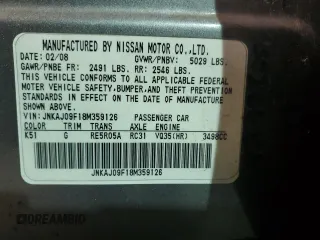 MANUFACTURED BY NISSAN MOTOR CO.,LTD.
DATE: 02/08 GVWR/PNBV: 5029 LBS.
GAWR/PNBE FR: 2491 LBS. RR: 2546 LBS.
THIS VEHICLE CONFORMS TO ALL APPLICABLE FEDERAL MOTOR
VEHICLE SAFETY,BUMPER,AND THEFT PREVENTION
STANDARDS IN EFFECT ON THE DATE OF MANUFACTURE
SHOWN ABOVE.
VIN: JNKAJ09F18M359126 PASSENGER CAR
COLOR TRIM TRANS AXLE ENGINE
K51 G RE5R05A RC31 VQ35(HR) 3498CC
JNKAJ09F18M359126
© DREAMBID